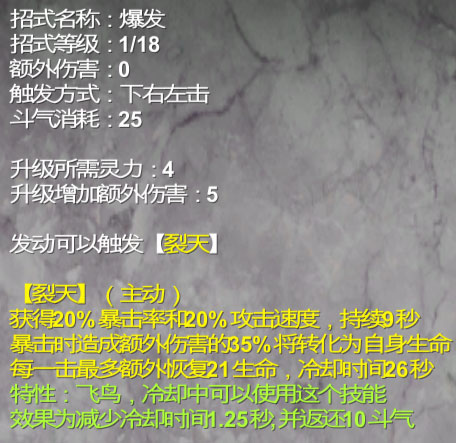 招式名称：爆发
招式等级：1/18
额外伤害：0
触发方式：下右左击
斗气消耗：25
升级所需灵力：4
升级增加额外伤害：5
发动可以触发【裂天】
【裂天】（主动）
获得20%暴击率和20%攻击速度，持续9秒
暴击时造成额外伤害的35%将转化为自身生命
每一击最多额外恢复21生命，冷却时间26秒
特性：飞鸟，冷却中可以使用这个技能
效果为减少冷却时间1.25秒,并返还10斗气